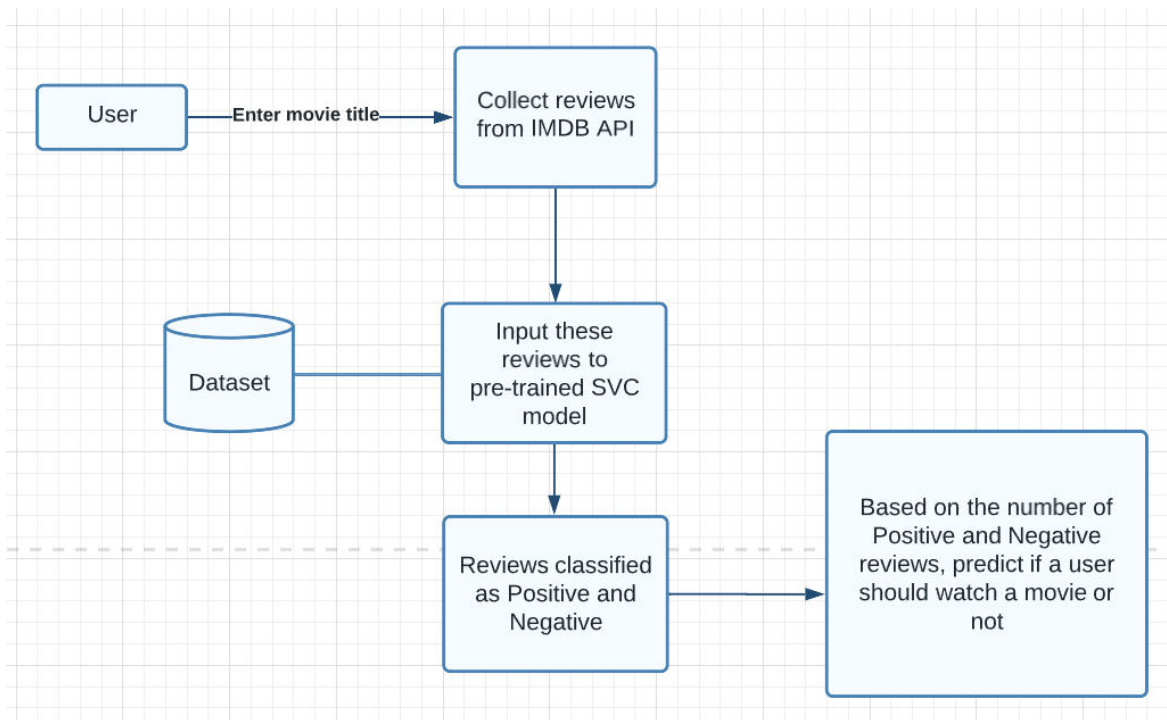 User
Enter movie title
Collect reviews
from IMDB API
Dataset
Input these
reviews to
pre-trained SVC
model
Reviews classified
as Positive and
Negative
Based on the number of
Positive and Negative
reviews, predict if a user
should watch a movie or
not